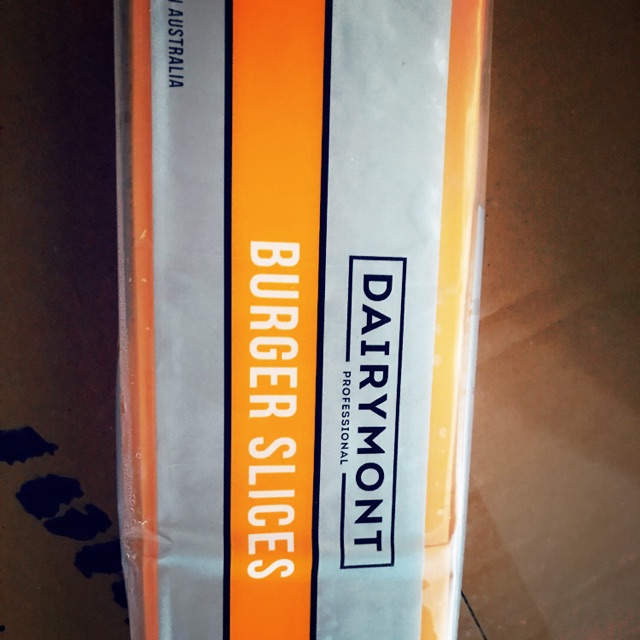 DAIRYMONT
PROFESSIONAL
BURGER SLICES
AUSTRALIA